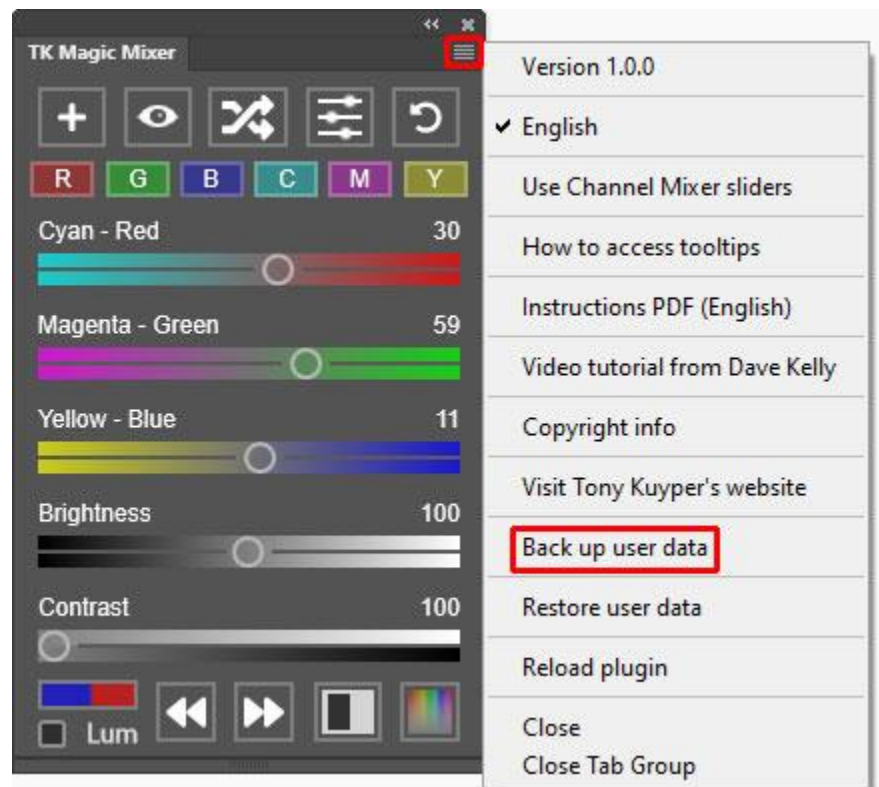 TK Magic Mixer
R G B C M Y
Cyan - Red 30
Magenta - Green 59
Yellow - Blue 11
Brightness 100
Contrast 100
Lum
Version 1.0.0
English
Use Channel Mixer sliders
How to access tooltips
Instructions PDF (English)
Video tutorial from Dave Kelly
Copyright info
Visit Tony Kuyper's website
Back up user data
Restore user data
Reload plugin
Close
Close Tab Group